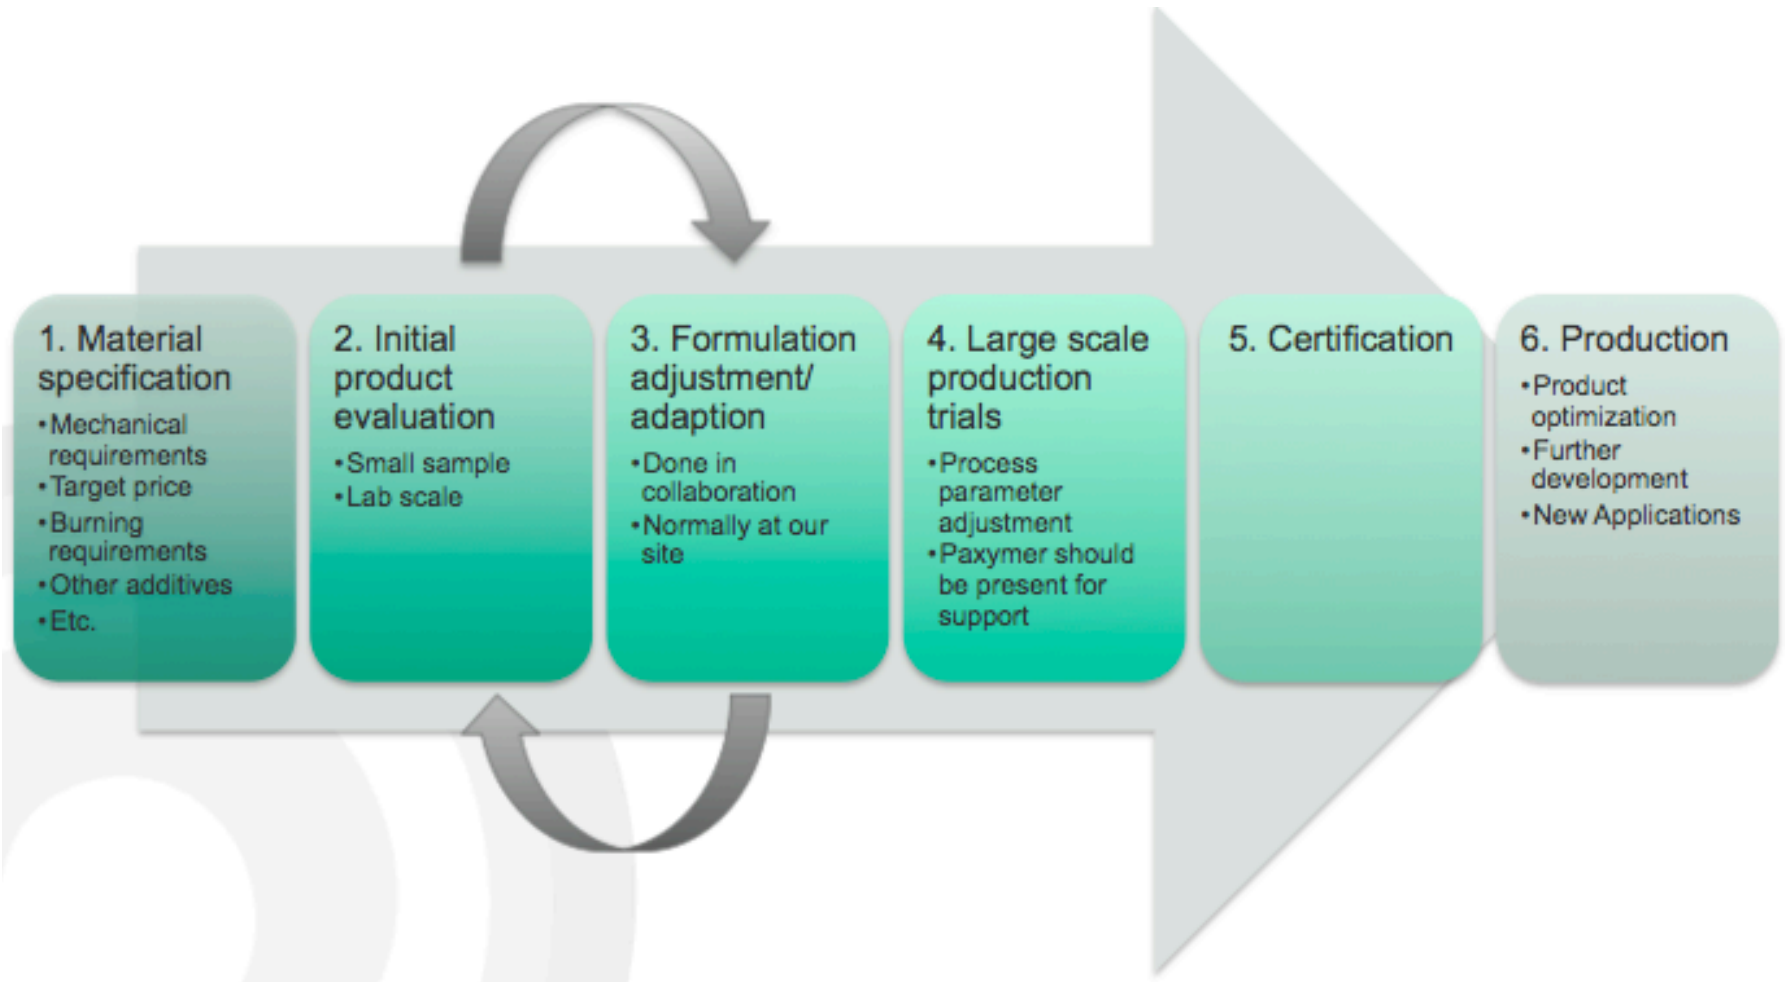 1. Material
specification
•Mechanical
requirements
•Target price
•Burning
requirements
•Other additives
•Etc.
2. Initial
product
evaluation
•Small sample
•Lab scale
3. Formulation
adjustment/
adaption
•Done in
collaboration
•Normally at our
site
4. Large scale
production
trials
•Process
parameter
adjustment
•Paxymer should
be present for
support
5. Certification
6. Production
•Product
optimization
•Further
development
•New Applications